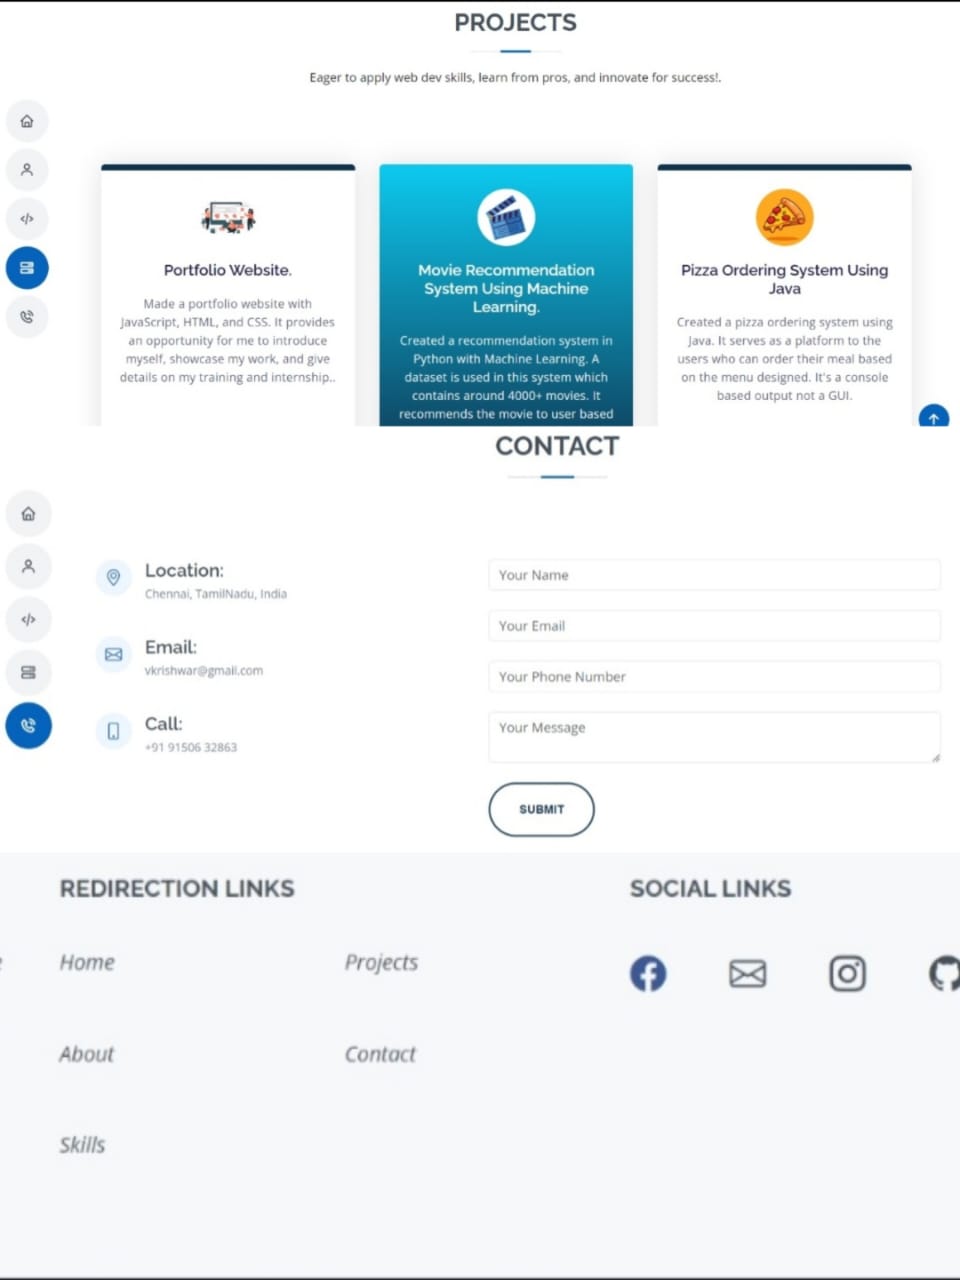 PROJECTS
Eager to apply web dev skills, learn from pros, and innovate for success!.
Portfolio Website.
Made a portfolio website with
JavaScript, HTML, and CSS. It provides
an opportunity for me to introduce
myself, showcase my work, and give
details on my training and internship..
Movie Recommendation
System Using Machine
Learning.
Created a recommendation system in
Python with Machine Learning. A
dataset is used in this system which
contains around 4000+ movies. It
recommends the movie to user based
Pizza Ordering System Using
Java
Created a pizza ordering system using
Java. It serves as a platform to the
users who can order their meal based
on the menu designed. It's a console
based output not a GUI.
CONTACT
Location:
Chennai, TamilNadu, India
Email:
vkrishwar@gmail.com
Call:
+91 91506 32863
Your Name
Your Email
Your Phone Number
Your Message
SUBMIT
REDIRECTION LINKS
Home
Projects
About
Contact
Skills
SOCIAL LINKS